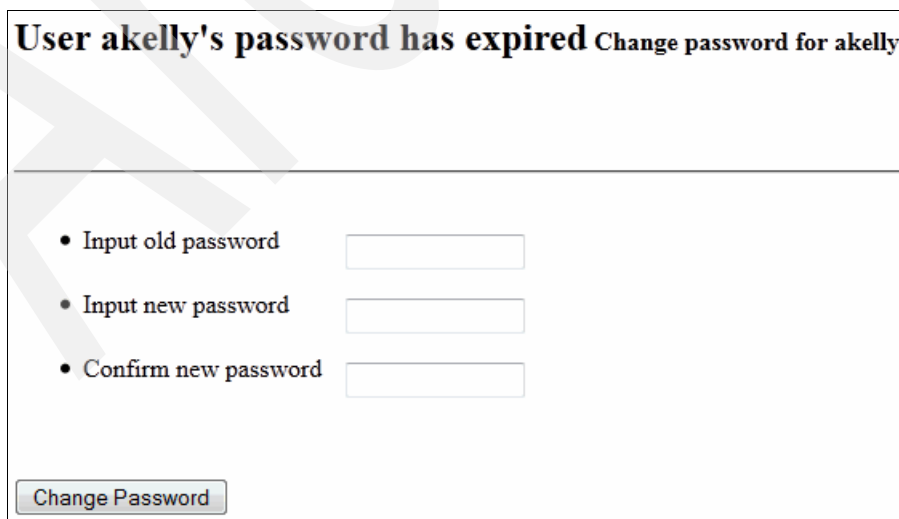 User akelly's password has expired Change password for akelly
• Input old password
• Input new password
• Confirm new password
Change Password